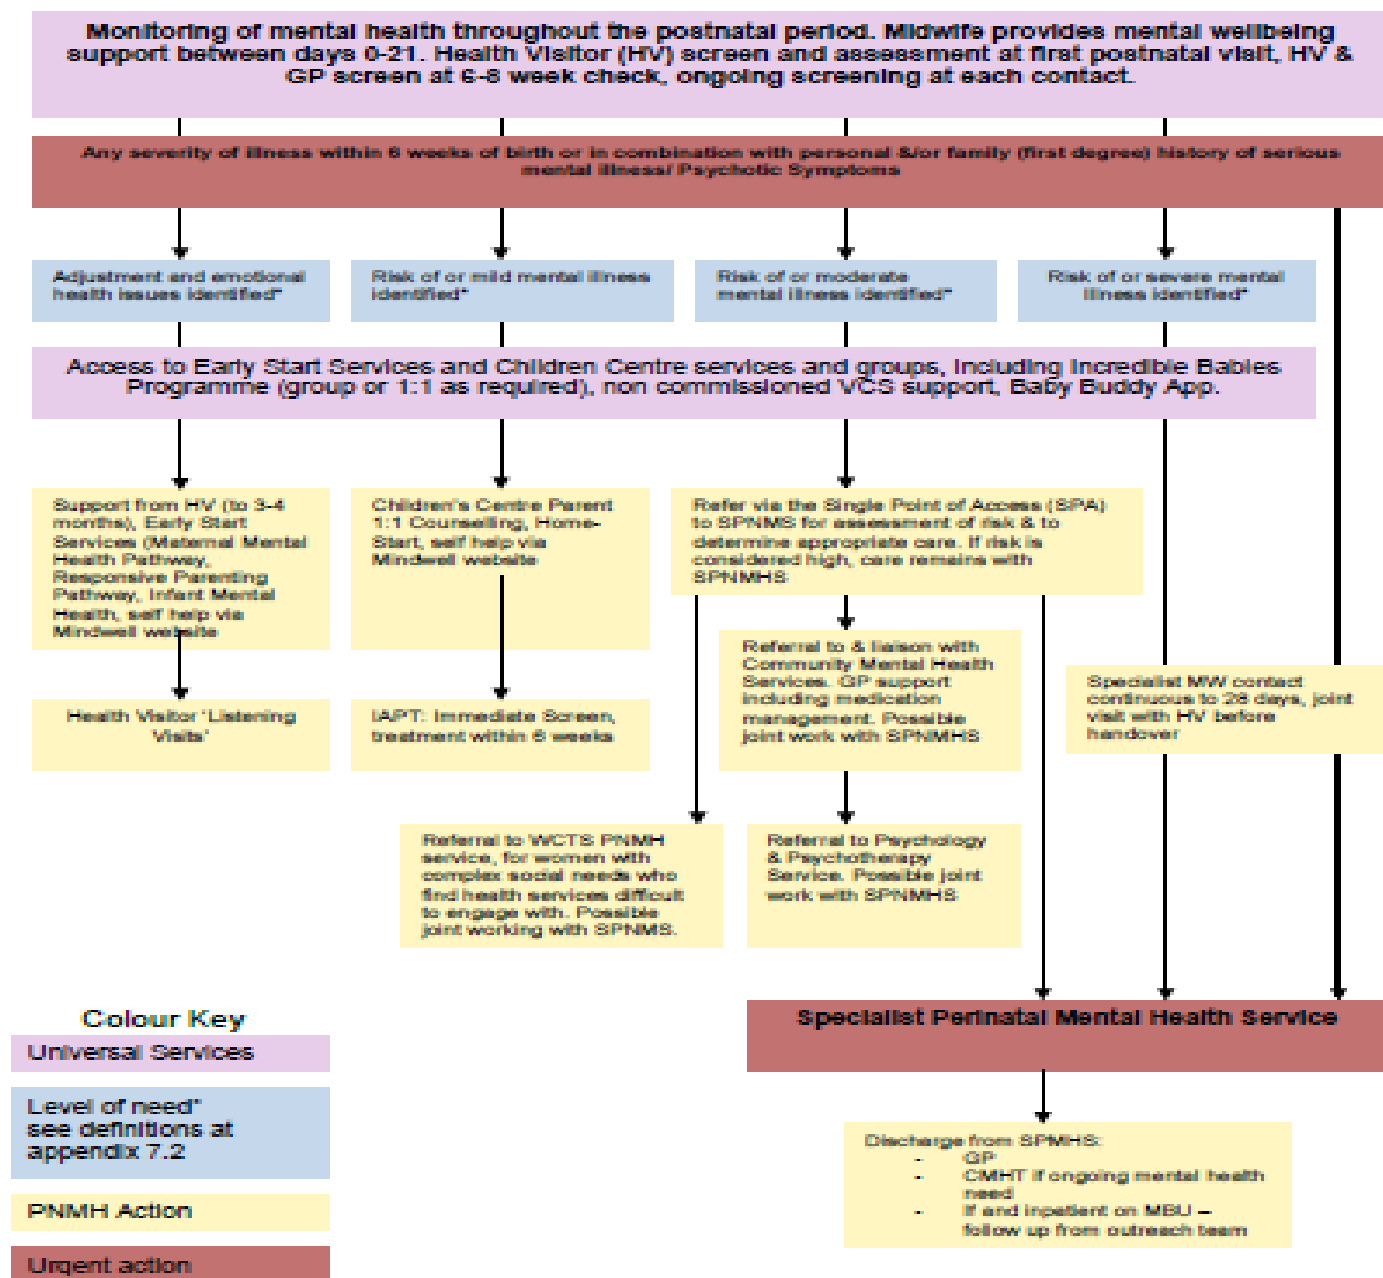 Monitoring of mental health throughout the postnatal period. Midwife provides mental wellbeing
support between days 0-21. Health Visitor (HV) screen and assessment at first postnatal visit, HV &
GP screen at 6-8 week check, ongoing screening at each contact.
Any severity of illness within 6 weeks of birth or in combination with personal &/or family (first degree) history of serious
mental illness/ Psychotic Symptoms
Adjustment and emotional
health issues identified*
Risk of or mild mental illness
identified*
Risk of or moderate
mental illness identified*
Risk of or severe mental
illness identified*
Access to Early Start Services and Children Centre services and groups, including Incredible Babies
Programme (group or 1:1 as required), non commissioned VCS support, Baby Buddy App.
Support from HV (to 3-4
months), Early Start
Services (Maternal Mental
Health Pathway,
Responsive Parenting
Pathway, Infant Mental
Health, self help via
Mindwell website
Children's Centre Parent
1:1 Counselling, Home-
Start, self help via
Mindwell website
Refer via the Single Point of Access (SPA)
to SPNMS for assessment of risk & to
determine appropriate care. If risk is
considered high, care remains with
SPNMHS
Referral to & liaison with
Community Mental Health
Services. GP support
including medication
management. Possible
joint work with SPNMHS
Specialist MW contact
continuous to 28 days, joint
visit with HV before
handover
Health Visitor 'Listening
Visits'
IAPT: Immediate Screen,
treatment within 6 weeks
Referral to WCTS PNMH
service, for women with
complex social needs who
find health services difficult
to engage with. Possible
joint working with SPNMS.
Referral to Psychology
& Psychotherapy
Service. Possible joint
work with SPNMHS
Specialist Perinatal Mental Health Service
Discharge from SPMHS:
- GP
- CMHT if ongoing mental health
need
- If and inpatient on MBU –
follow up from outreach team
Colour Key
Universal Services
Level of need*
see definitions at
appendix 7.2
PNMH Action
Urgent action